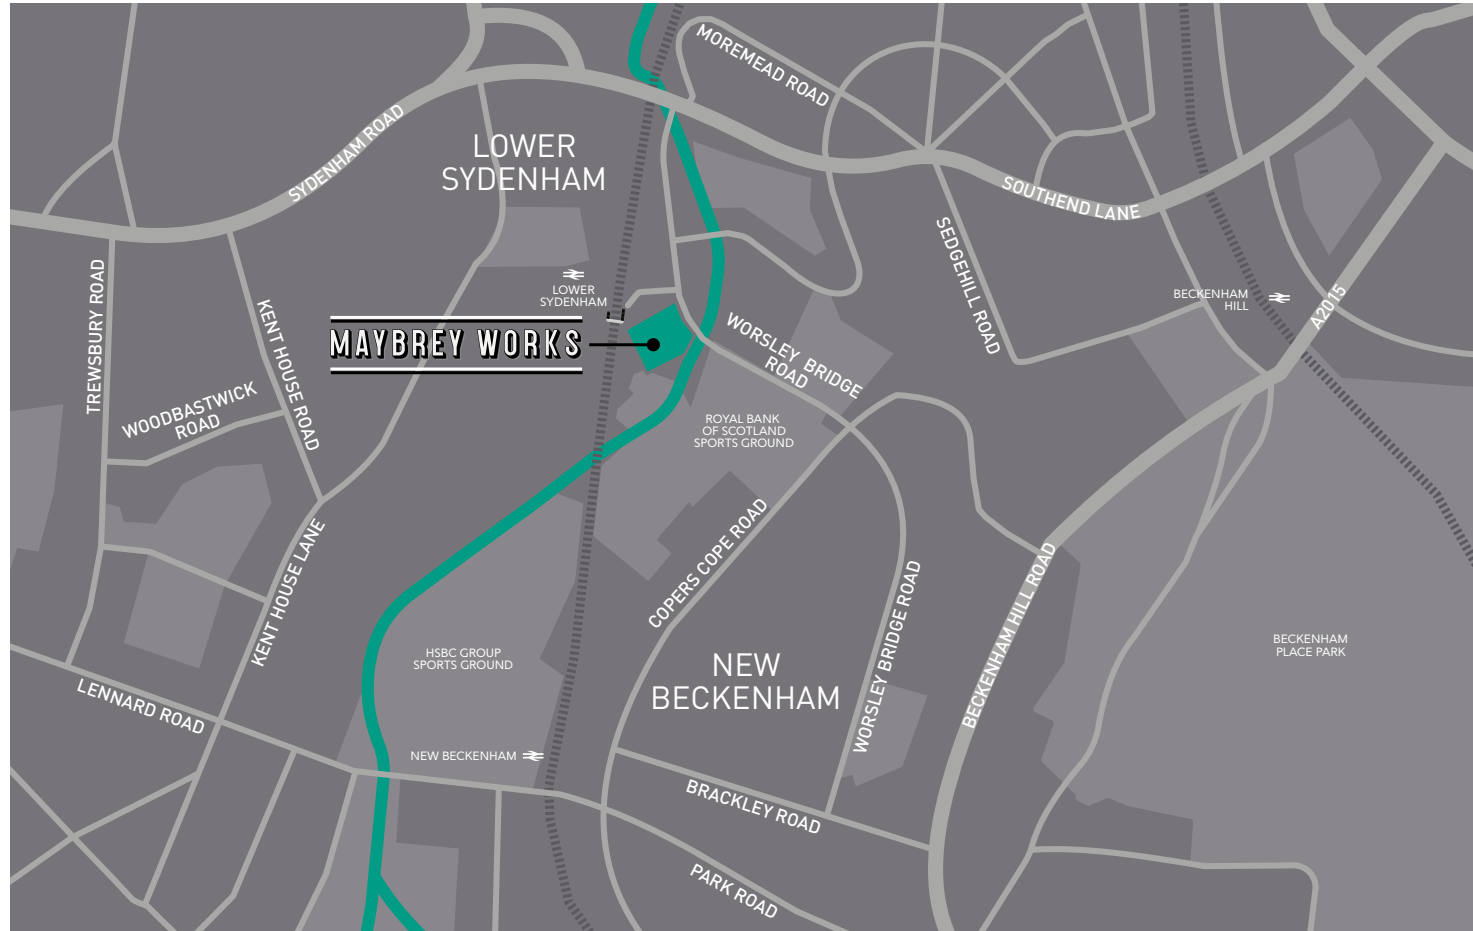 MOREMEAD ROAD
SYDENHAM ROAD
LOWER
SYDENHAM
SOUTHEND LANE
SEDGEHILL ROAD
TREWSBURY ROAD
KENT HOUSE ROAD
LOWER
SYDENHAM
BECKENHAM
HILL
A2015
MAYBREY WORKS
WORSLEY BRIDGE
ROAD
WOODBASTWICK
ROAD
ROYAL BANK
OF SCOTLAND
SPORTS GROUND
COPERS COPE ROAD
KENT HOUSE LANE
WORSLEY BRIDGE ROAD
BECKENHAM HILL ROAD
HSBC GROUP
SPORTS GROUND
BECKENHAM
PLACE PARK
NEW
BECKENHAM
LENNARD ROAD
NEW BECKENHAM
BRACKLEY ROAD
PARK ROAD